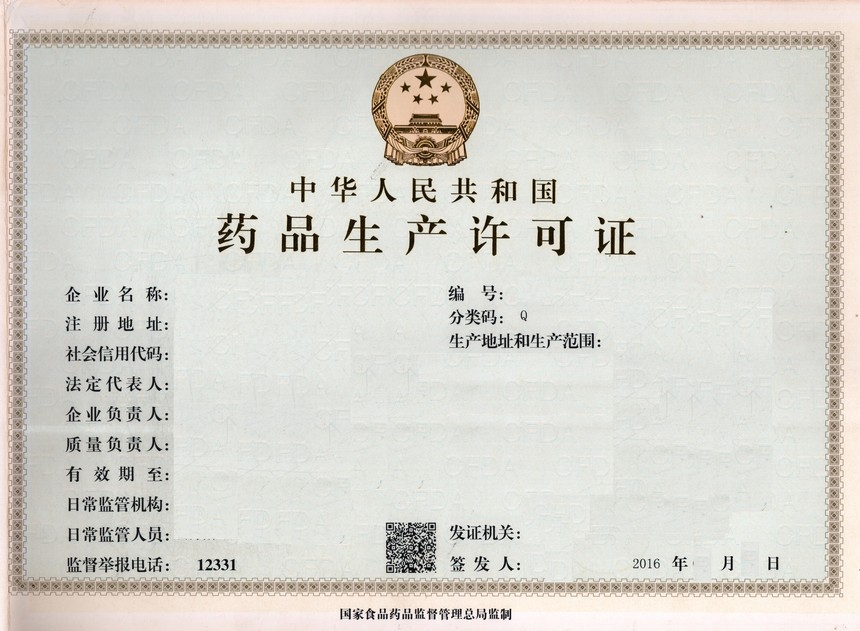 中华人民共和国
药品生产许可证
企业名称：
注册地址：
社会信用代码：
法定代表人：
企业负责人：
质量负责人：
有效期至：
日常监管机构：
日常监管人员：
监督举报电话： 12331
编号：
分类码： Q
生产地址和生产范围：
发证机关：
签发人：
2016 年 月 日
国家食品药品监督管理总局监制